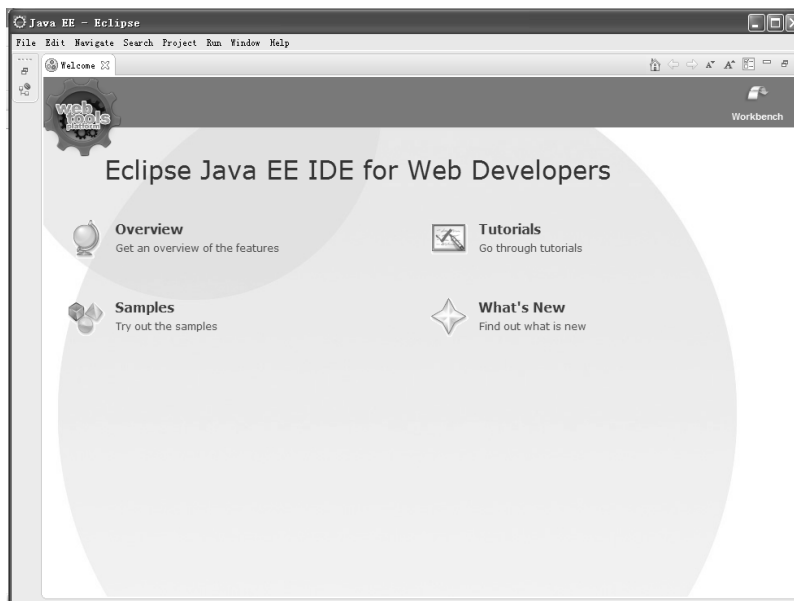 Java EE - Eclipse
File Edit Navigate Search Project Run Window Help
Welcome
web
tools
platform
Workbench
Eclipse Java EE IDE for Web Developers
Overview
Get an overview of the features
Tutorials
Go through tutorials
Samples
Try out the samples
What's New
Find out what is new